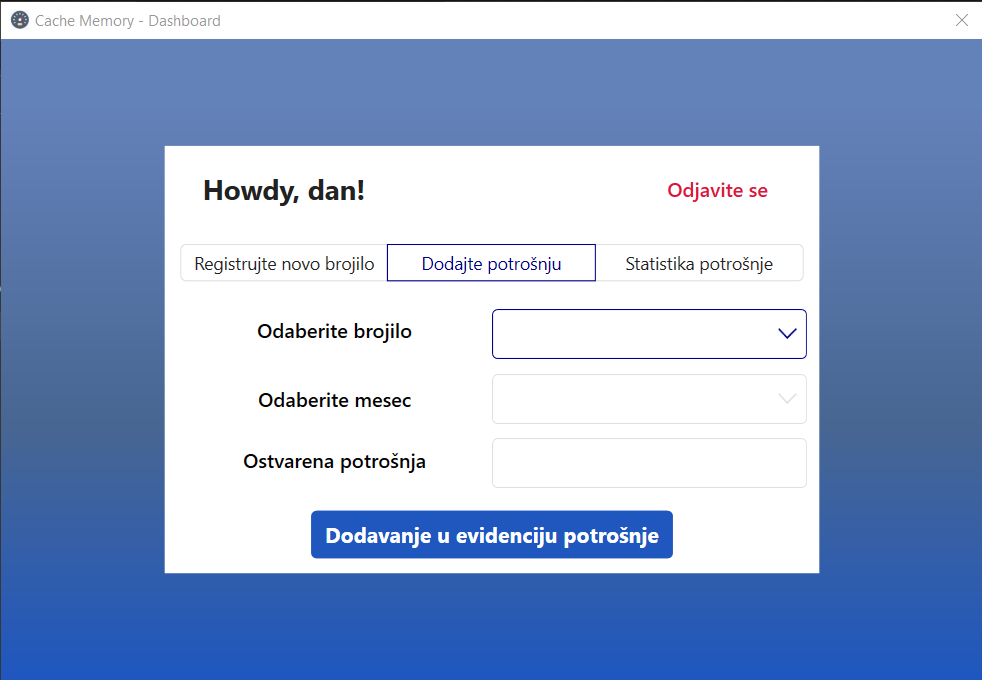 Cache Memory - Dashboard
Howdy, dan!
Odjavite se
Registrujte novo brojilo
Dodajte potrošnju
Statistika potrošnje
Odaberite brojilo
Odaberite mesec
Ostvarena potrošnja
Dodavanje u evidenciju potrošnje